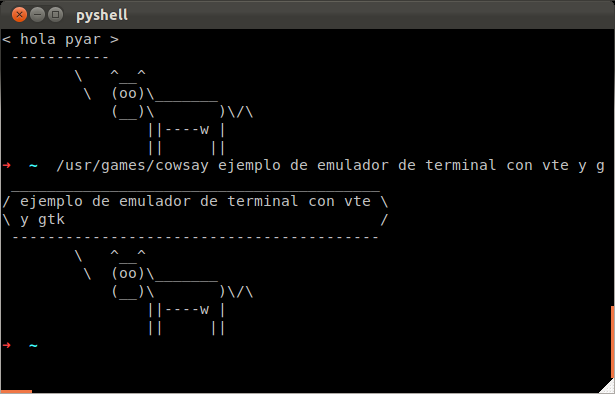 pyshell
< hola pyar >
 -----------
        \   ^__^
         \  (oo)\_______
            (__)\       )\/\
                ||----w |
                ||     ||
➜  ~  /usr/games/cowsay ejemplo de emulador de terminal con vte y g
 _________________________________________
/ ejemplo de emulador de terminal con vte \
\ y gtk                                   /
 -----------------------------------------
        \   ^__^
         \  (oo)\_______
            (__)\       )\/\
                ||----w |
                ||     ||
➜  ~